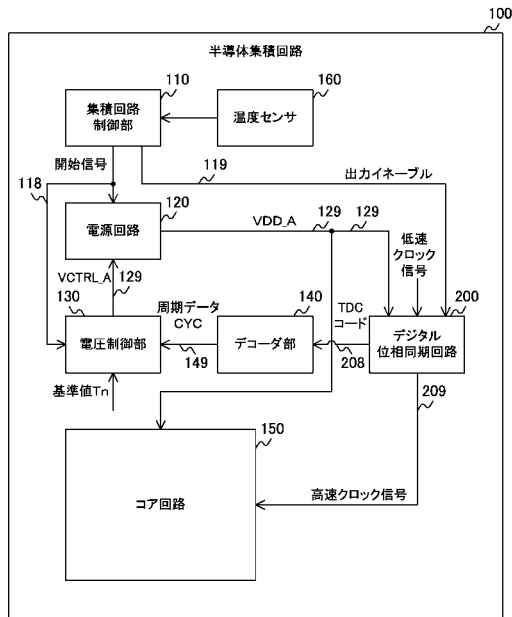 100
半導体集積回路
110
160
集積回路
制御部
温度センサ
開始信号
119
118
出力イネーブル
120
電源回路
VDD_A
129
129
低速
クロック
信号
VCTRL_A
129
130
周期データ
CYC
140
TDC
コード
200
電圧制御部
デコーダ部
デジタル
位相同期回路
149
208
基準値Tn
209
150
コア回路
高速クロック信号